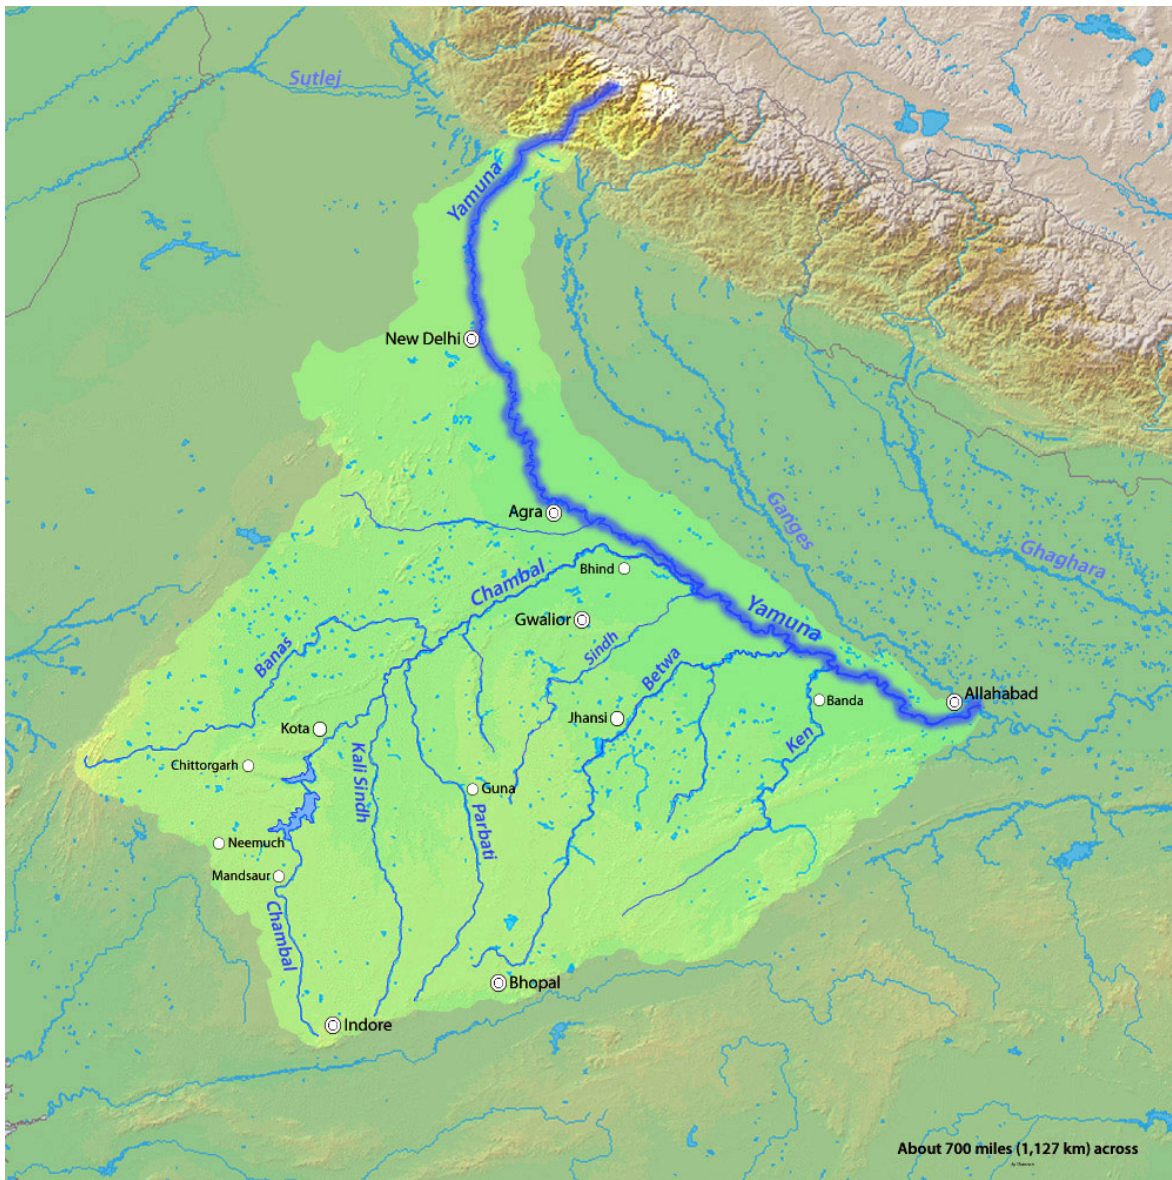 Sutlej
Yamuna
New Delhi
Agra
Ganges
Ghaghara
Chambal
Bhind
Yamuna
Gwalior
Sindh
Banas
Betwa
Allahabad
Banda
Jhansi
Kota
Ken
Chittorgarh
Kali Sindh
Guna
Parbati
Neemuch
Mandsaur
Chambal
Bhopal
Indore
About 700 miles (1,127 km) across